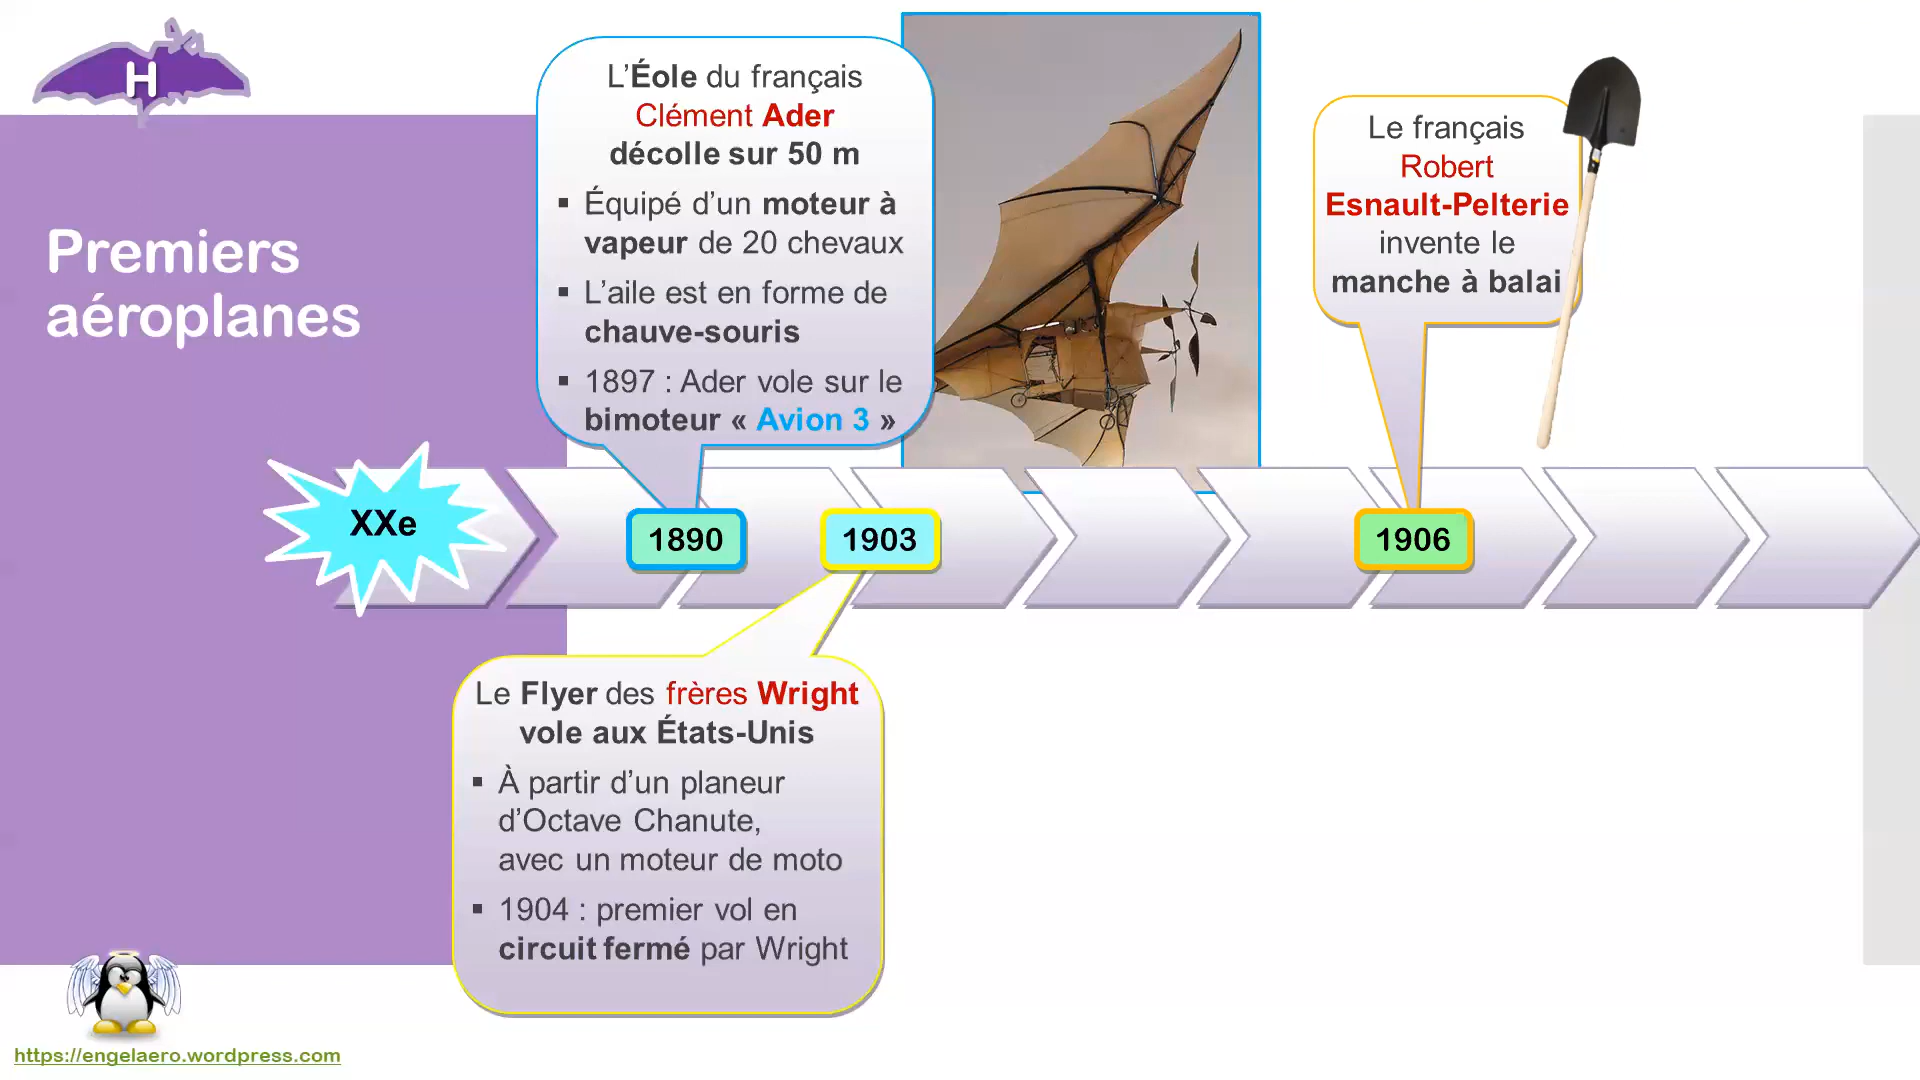 H
Premiers
aéroplanes
L’Éole du français
Clément Ader
décolle sur 50 m
▪ Équipé d’un moteur à
vapeur de 20 chevaux
▪ L’aile est en forme de
chauve-souris
▪ 1897 : Ader vole sur le
bimoteur « Avion 3 »
Le français
Robert
Esnault-Pelterie
invente le
manche à balai
XXe
1890
1903
1906
Le Flyer des frères Wright
vole aux États-Unis
▪ À partir d’un planeur
d’Octave Chanute,
avec un moteur de moto
▪ 1904 : premier vol en
circuit fermé par Wright
https://engelaero.wordpress.com